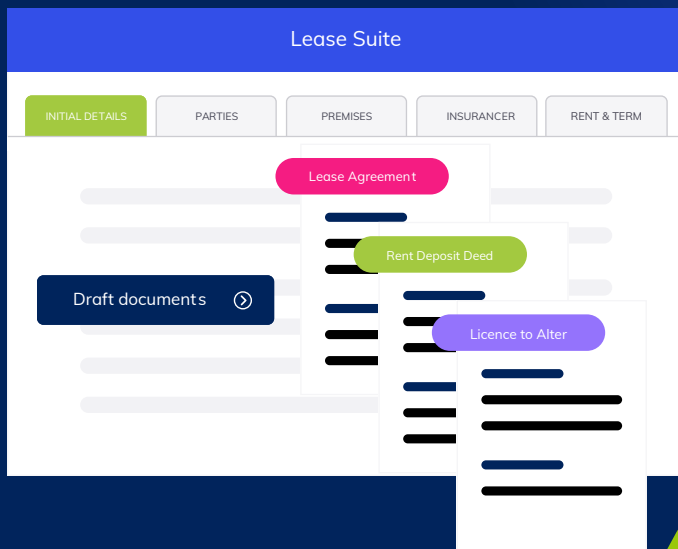 Lease Suite
INITIAL DETAILS
PARTIES
PREMISES
INSURANCER
RENT & TERM
Lease Agreement
Rent Deposit Deed
Draft documents
Licence to Alter